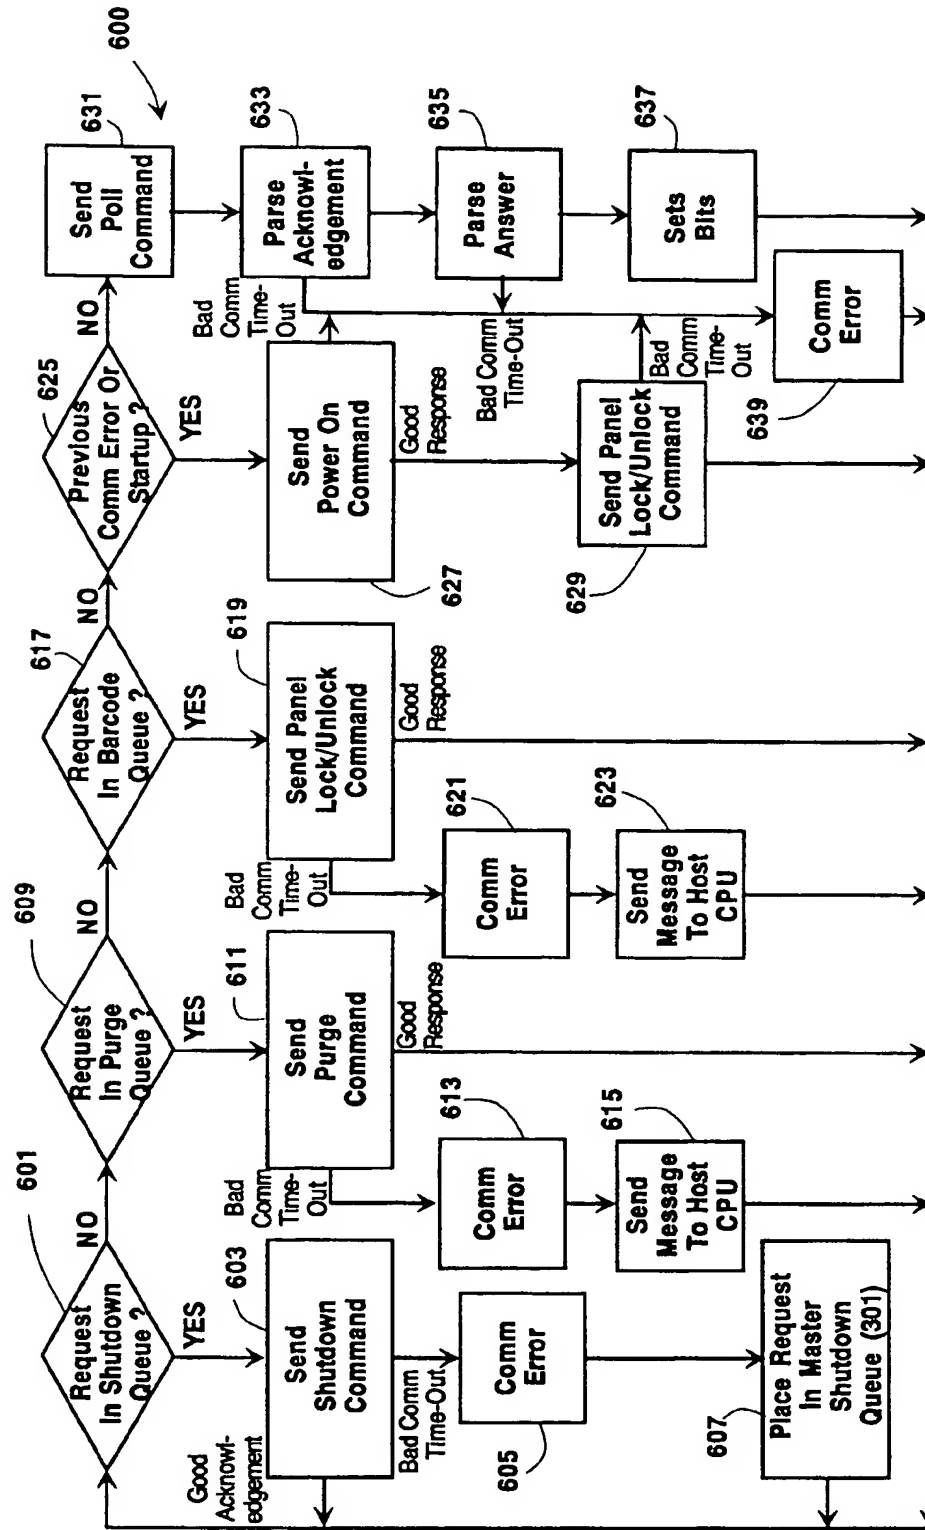 600
601
Request
In Shutdown
Queue ?
NO
YES
603
Send
Shutdown
Command
Good
Acknowl-
edgement
Bad Comm
Time-Out
605
Comm
Error
607
Place Request
In Master
Shutdown
Queue (301)
609
Request
In Purge
Queue ?
NO
YES
611
Send
Purge
Command
Bad
Comm
Time-
Out
Good
Response
613
Comm
Error
615
Send
Message
To Host
CPU
617
Request
In Barcode
Queue ?
NO
YES
619
Send Panel
Lock/Unlock
Command
Bad
Comm
Time-
Out
Good
Response
621
Comm
Error
623
Send
Message
To Host
CPU
625
Previous
Comm Error Or
Startup ?
NO
YES
627
Send
Power On
Command
Good
Response
629
Send Panel
Lock/Unlock
Command
Bad
Comm
Time-
Out
631
Send
Poll
Command
633
Parse
Acknowl-
edgement
Bad
Comm
Time-
Out
635
Parse
Answer
Bad Comm
Time-Out
637
Sets
Bits
639
Comm
Error